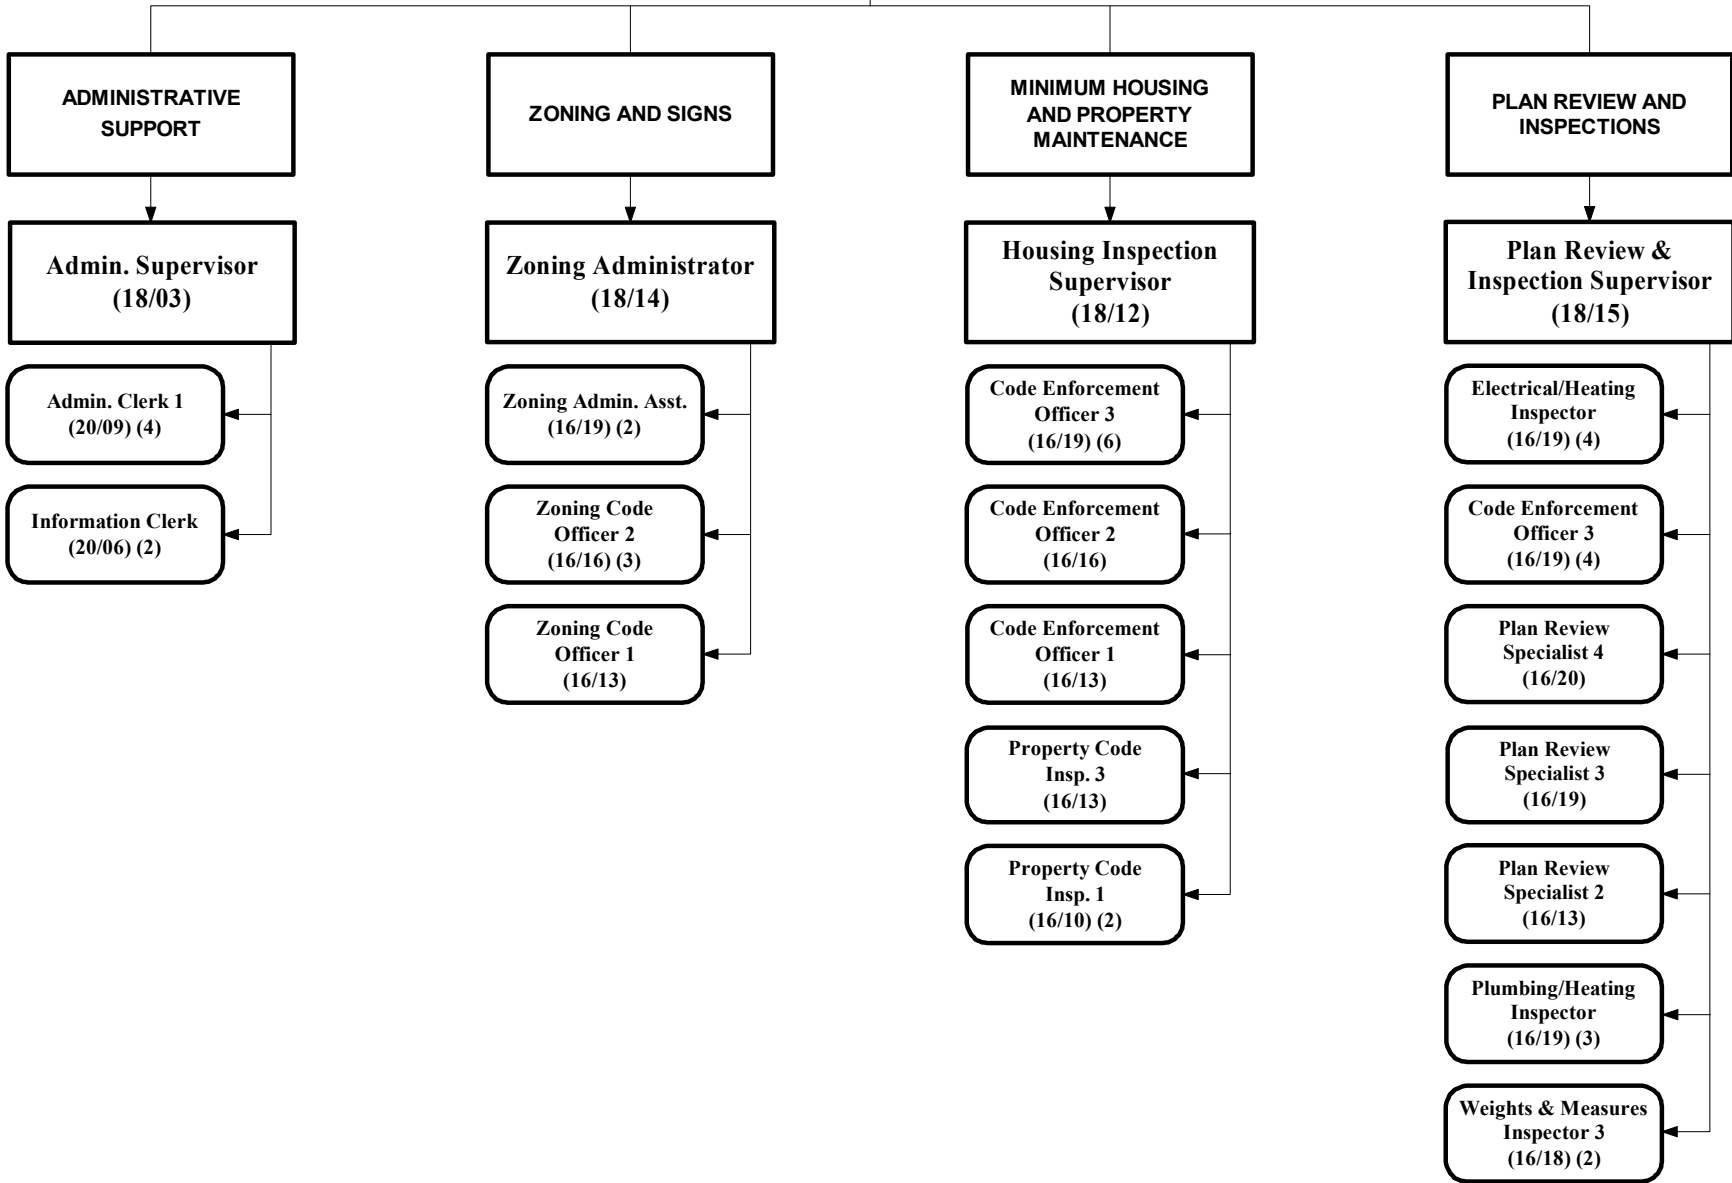 ADMINISTRATIVE
SUPPORT
Admin. Supervisor
(18/03)
Admin. Clerk 1
(20/09) (4)
Information Clerk
(20/06) (2)
ZONING AND SIGNS
Zoning Administrator
(18/14)
Zoning Admin. Asst.
(16/19) (2)
Zoning Code
Officer 2
(16/16) (3)
Zoning Code
Officer 1
(16/13)
MINIMUM HOUSING
AND PROPERTY
MAINTENANCE
Housing Inspection
Supervisor
(18/12)
Code Enforcement
Officer 3
(16/19) (6)
Code Enforcement
Officer 2
(16/16)
Code Enforcement
Officer 1
(16/13)
Property Code
Insp. 3
(16/13)
Property Code
Insp. 1
(16/10) (2)
PLAN REVIEW AND
INSPECTIONS
Plan Review &
Inspection Supervisor
(18/15)
Electrical/Heating
Inspector
(16/19) (4)
Code Enforcement
Officer 3
(16/19) (4)
Plan Review
Specialist 4
(16/20)
Plan Review
Specialist 3
(16/19)
Plan Review
Specialist 2
(16/13)
Plumbing/Heating
Inspector
(16/19) (3)
Weights & Measures
Inspector 3
(16/18) (2)